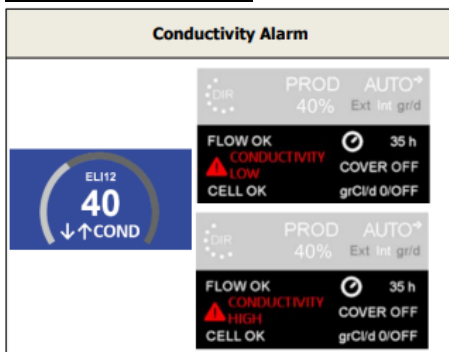 Conductivity Alarm
ELI12
40
↓↑COND
DIR PROD AUTO➔
40% Ext Int gr/d
FLOW OK 35 h
CONDUCTIVITY
LOW COVER OFF
CELL OK grCl/d 0/OFF
DIR PROD AUTO➔
40% Ext Int gr/d
FLOW OK 35 h
CONDUCTIVITY
HIGH COVER OFF
CELL OK grCl/d 0/OFF